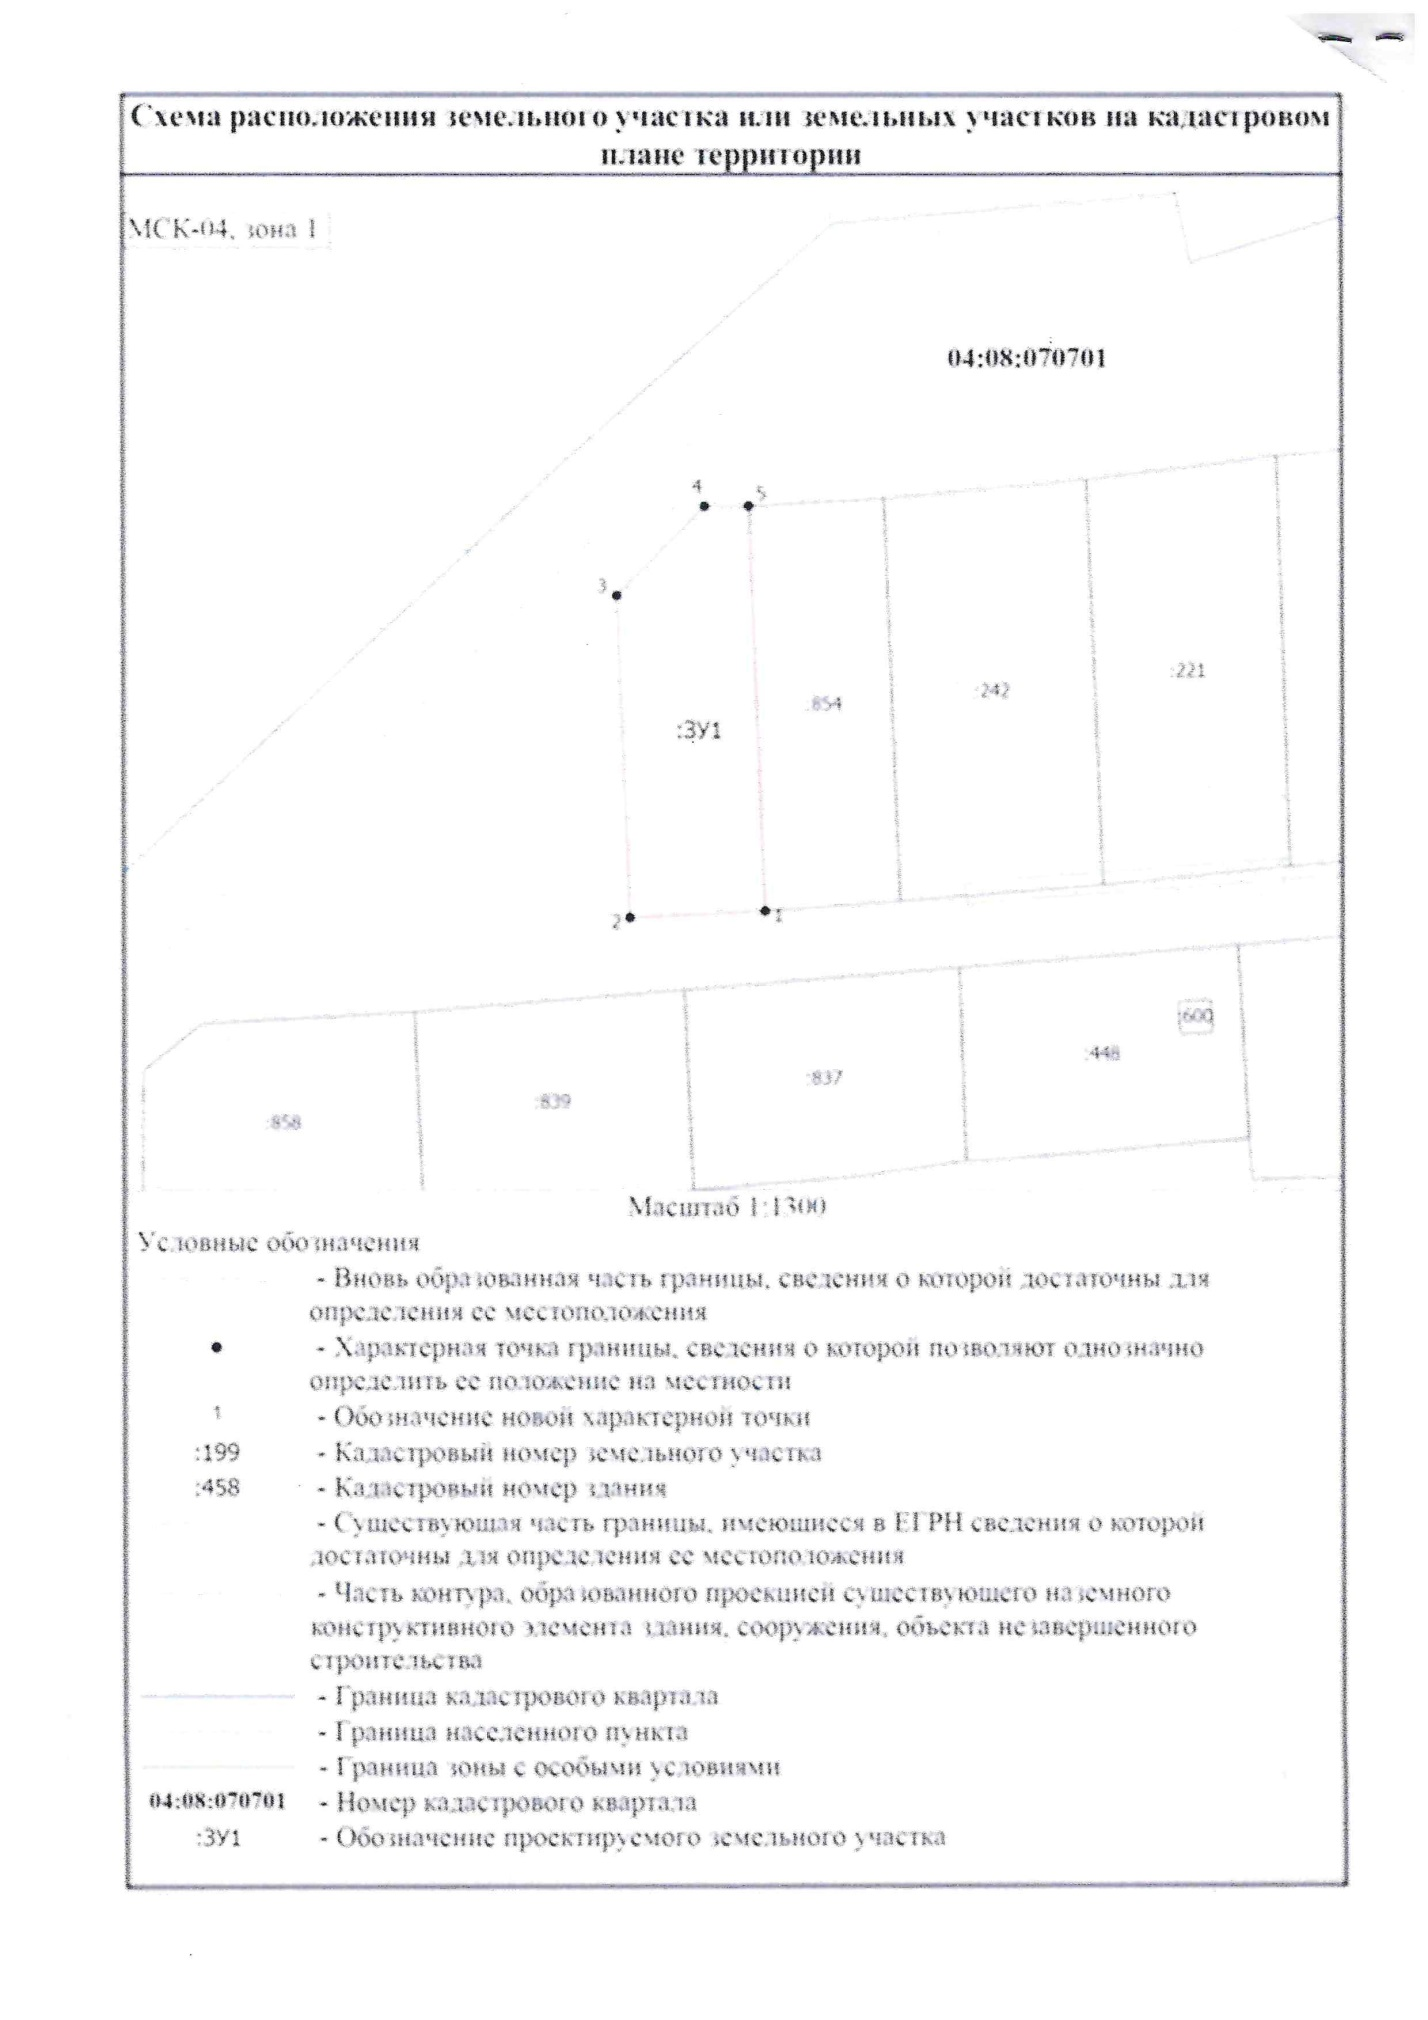 Схема расположения земельного участка или земельных участков на кадастровом
плане территории
МСК-04, зона 1
04:08:070701
4
5
3
:221
:242
:854
:ЗУ1
2
1
:600
:448
:837
:839
:858
Масштаб 1:1300
Условные обозначения
- Вновь образованная часть границы, сведения о которой достаточны для
определения ее местоположения
- Характерная точка границы, сведения о которой позволяют однозначно
определить ее положение на местности
1 - Обозначение новой характерной точки
:199 - Кадастровый номер земельного участка
:458 - Кадастровый номер здания
- Существующая часть границы, имеющиеся в ЕГРН сведения о которой
достаточны для определения ее местоположения
- Часть контура, образованного проекцией существующего наземного
конструктивного элемента здания, сооружения, объекта незавершенного
строительства
- Граница кадастрового квартала
- Граница населенного пункта
- Граница зоны с особыми условиями
04:08:070701 - Номер кадастрового квартала
:ЗУ1 - Обозначение проектируемого земельного участка